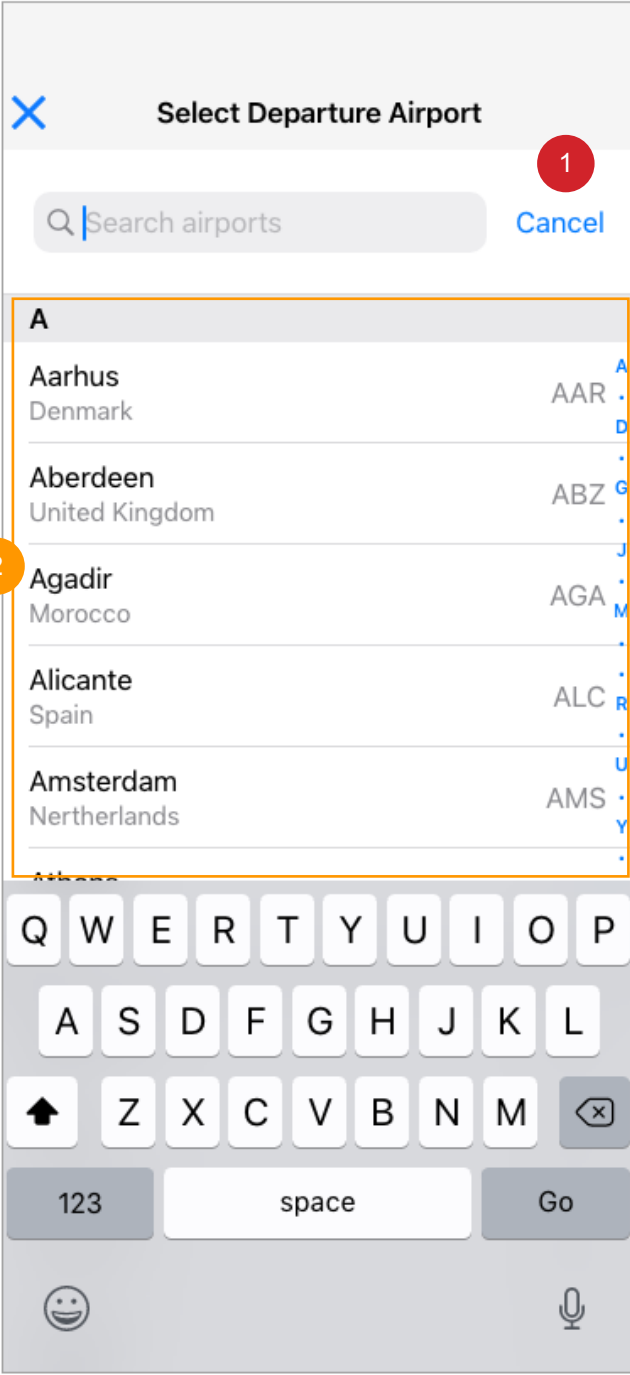 Select Departure Airport
1
Search airports
Cancel
A
Aarhus
Denmark
AAR
Aberdeen
United Kingdom
ABZ
2
Agadir
Morocco
AGA
Alicante
Spain
ALC
Amsterdam
Nertherlands
AMS
A
D
G
J
M
R
U
Y
Q W E R T Y U I O P
A S D F G H J K L
Z X C V B N M
123 space Go